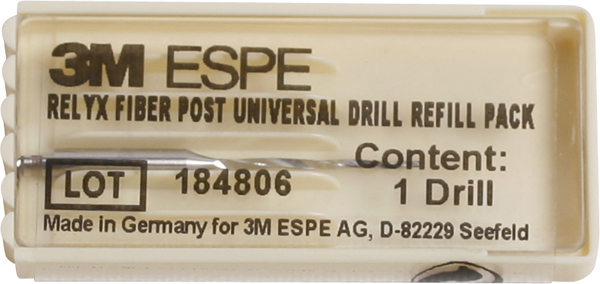 3M ESPE
RELYX FIBER POST UNIVERSAL DRILL REFILL PACK
Content:
LOT 184806 1 Drill
Made in Germany for 3M ESPE AG, D-82229 Seefeld